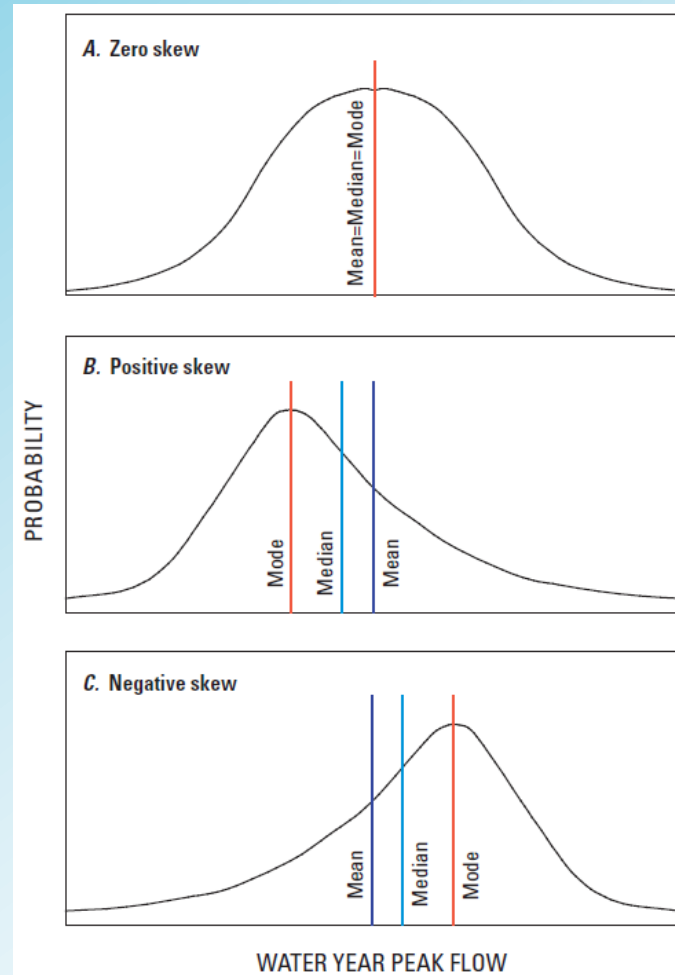 A. Zero skew
Mean=Median=Mode
B. Positive skew
Mode
Median
Mean
PROBABILITY
C. Negative skew
Mean
Median
Mode
WATER YEAR PEAK FLOW